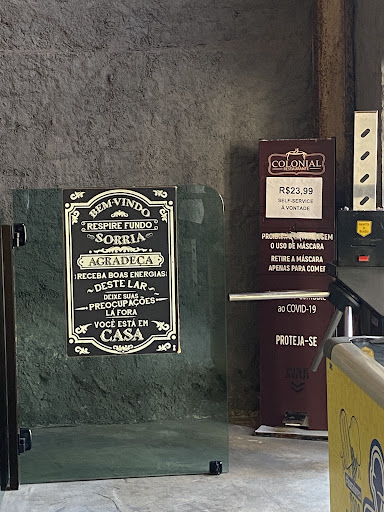 BEM-VINDO
RESPIRE FUNDO
SORRIA
AGRADEÇA
RECEBA BOAS ENERGIAS
DESTE LAR
DEIXE SUAS
PREOCUPAÇÕES
LÁ FORA
VOCÊ ESTÁ EM
CASA
COLONIAL
RESTAURANTE
R$23,99
SELF-SERVICE
À VONTADE
O USO DE MÁSCARA
RETIRE A MÁSCARA
APENAS PARA COMER
ao COVID-19
PROTEJA-SE